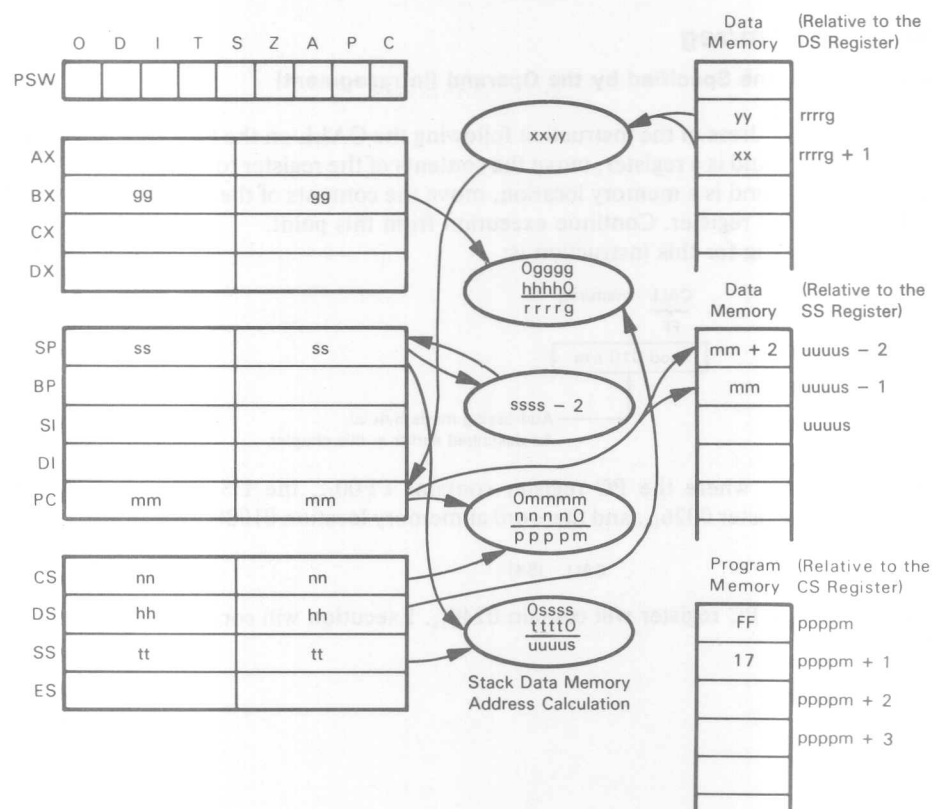 O D I T S Z A P C
PSW
AX
BX gg gg
CX
DX
SP ss ss
BP
SI
DI
PC mm
CS nn nn
DS hh hh
SS tt tt
ES
xxyy
0gggg
hhhh0
rrrrg
ssss – 2
0mmmm
nnnn0
ppppm
0ssss
tttt0
uuuus
Stack Data Memory
Address Calculation
Data
Memory
(Relative to the
DS Register)
yy rrrrg
xx rrrrg + 1
Data
Memory
(Relative to the
SS Register)
mm + 2 uuuus – 2
mm uuuus – 1
uuuus
Program
Memory
(Relative to the
CS Register)
FF ppppm
17 ppppm + 1
ppppm + 2
ppppm + 3